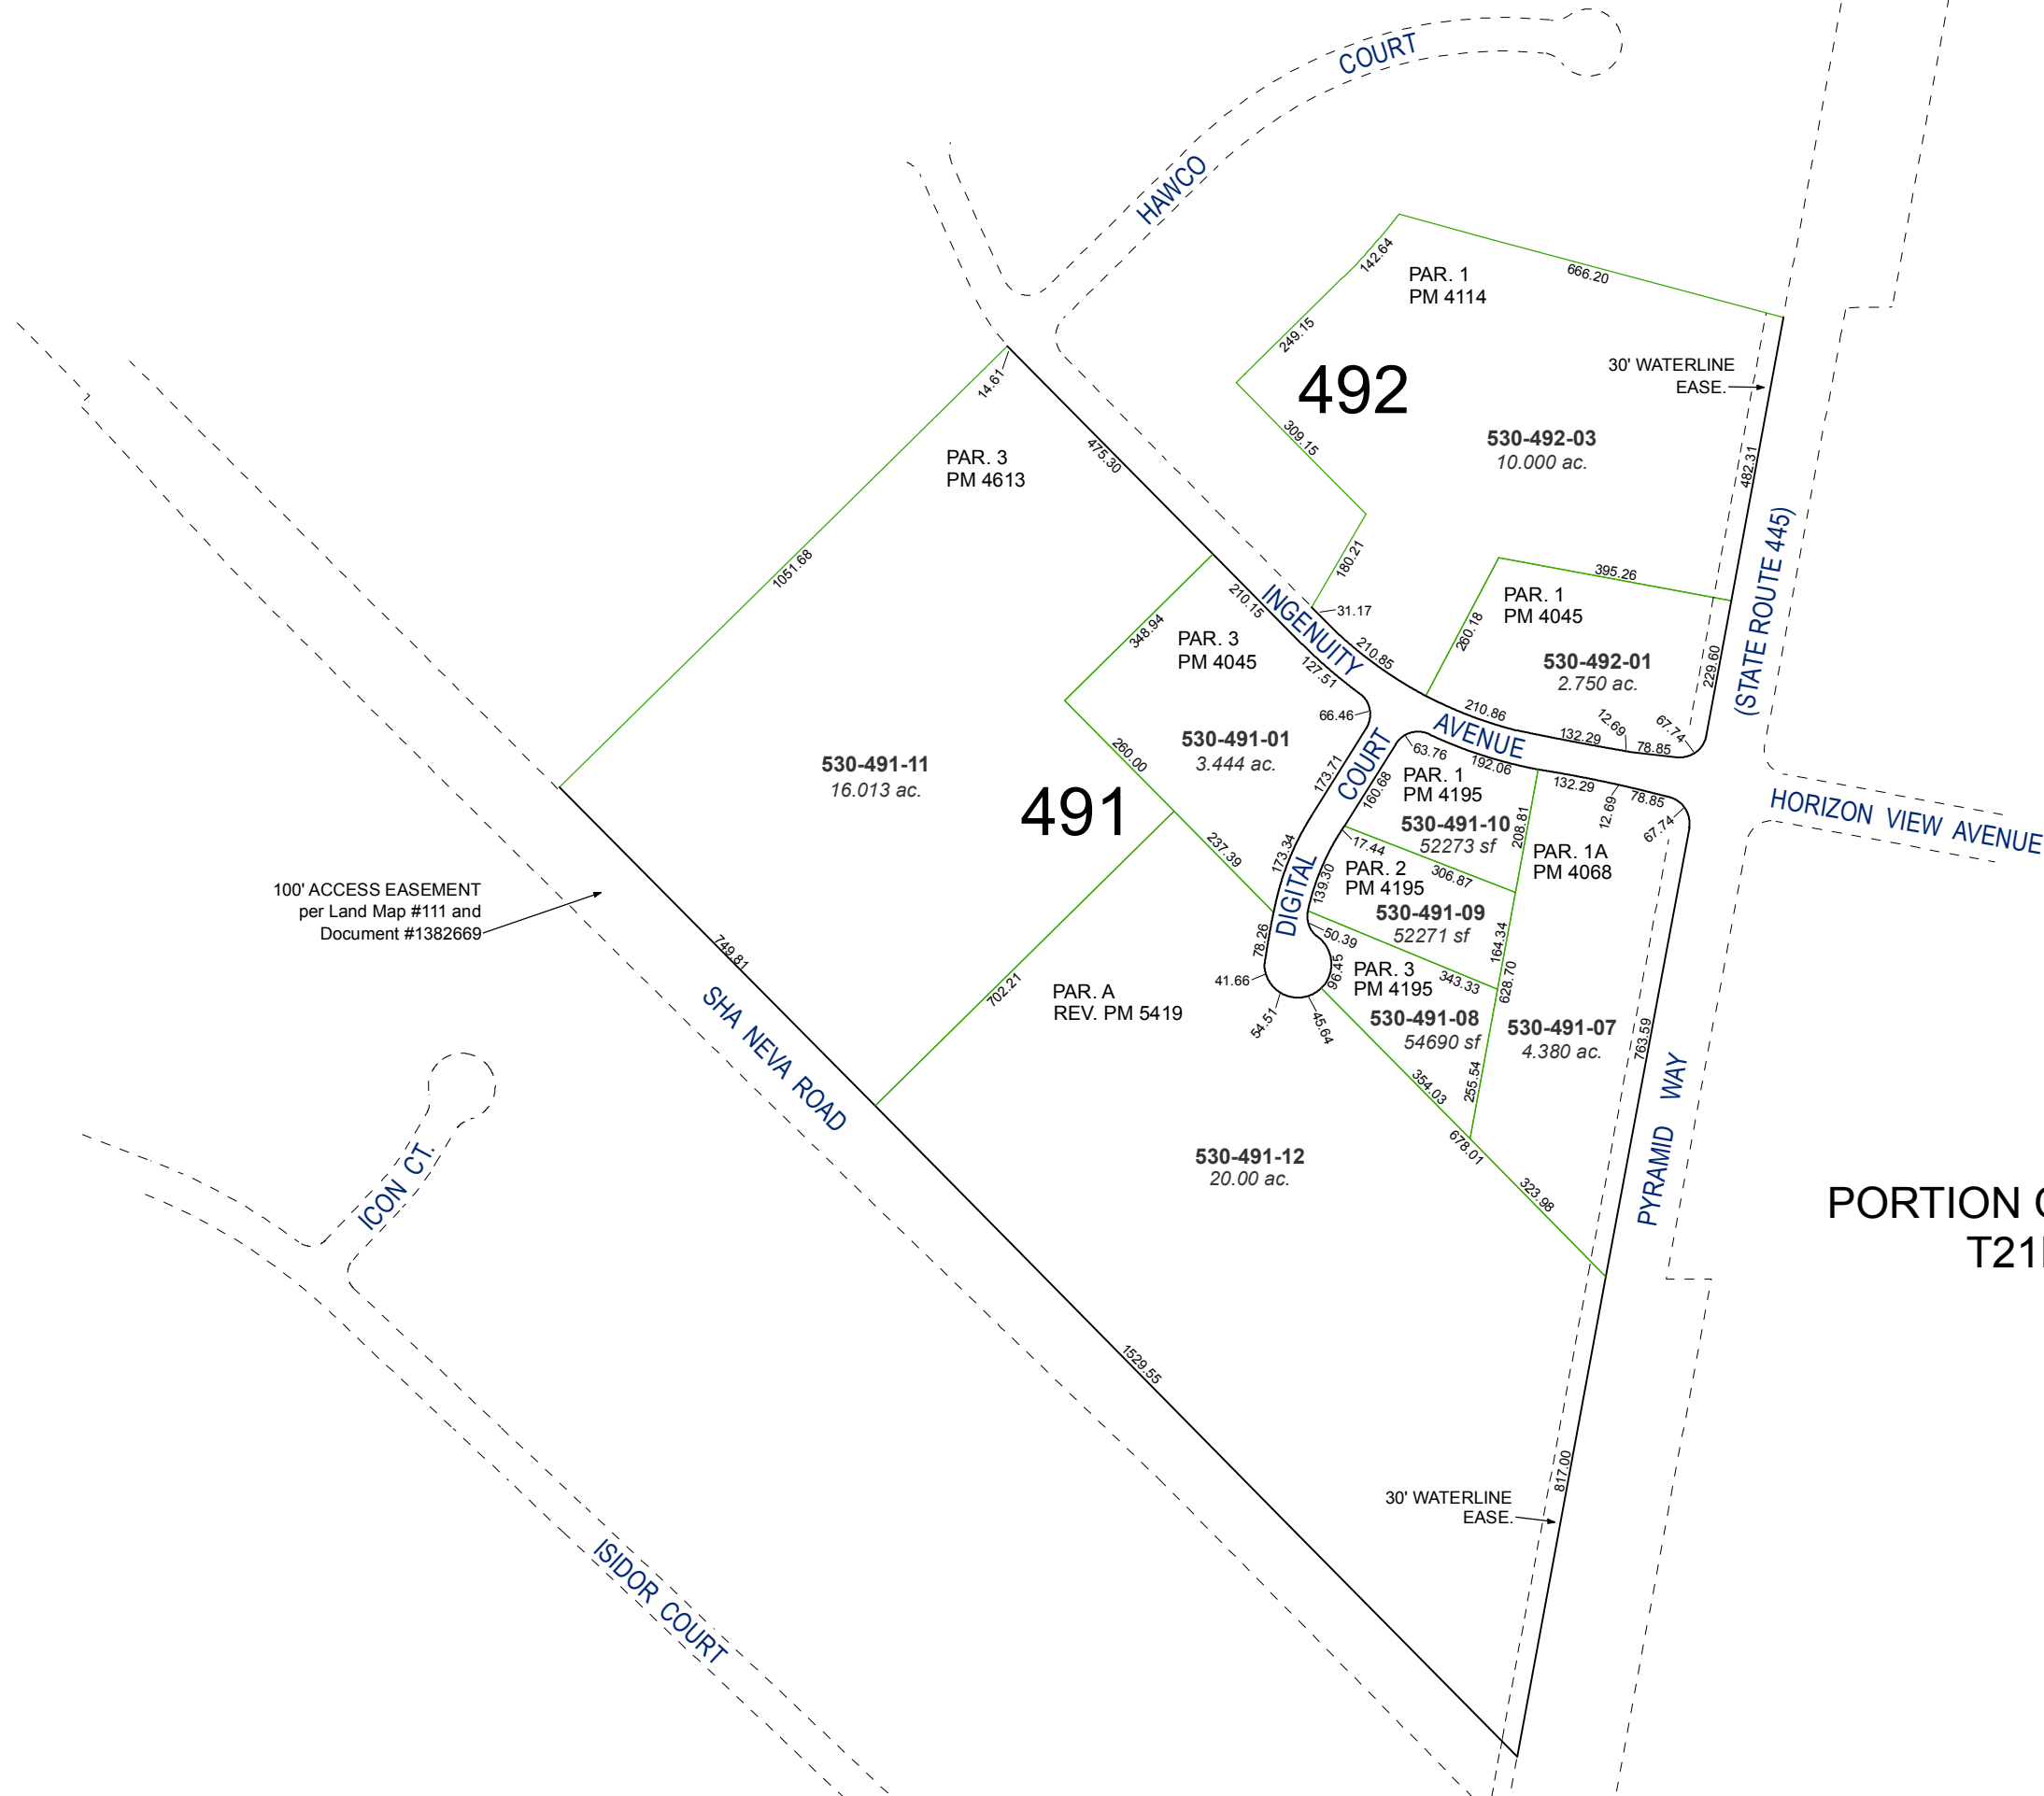 COURT
HAWCO
142.64
PAR. 1
PM 4114
666.20
249.15
30' WATERLINE
EASE.
492
14.61
309.15
530-492-03
10.000 ac.
475.30
PAR. 3
PM 4613
482.31
1051.68
180.21
395.26
(STATE ROUTE 445)
210.15
INGENUITY
31.17
PAR. 1
PM 4045
260.18
348.94
PAR. 3
PM 4045
210.85
127.51
530-492-01
2.750 ac.
229.60
66.46
210.86
AVENUE
132.29
12.69
78.85
67.74
530-491-01
3.444 ac.
260.00
173.71
COURT
160.68
63.76
192.06
PAR. 1
PM 4195
132.29
12.69
78.85
67.74
HORIZON VIEW AVENUE
530-491-11
16.013 ac.
491
530-491-10
52273 sf
208.81
237.39
173.34
17.44
306.87
PAR. 1A
PM 4068
DIGITAL
139.30
PAR. 2
PM 4195
100' ACCESS EASEMENT
per Land Map #111 and
Document #1382669
530-491-09
52271 sf
164.34
749.81
78.26
50.39
702.21
41.66
96.45
PAR. 3
PM 4195
343.33
628.70
PAR. A
REV. PM 5419
54.51
45.64
530-491-08
54690 sf
530-491-07
4.380 ac.
763.59
SHA NEVA ROAD
354.03
255.54
PYRAMID WAY
678.01
530-491-12
20.00 ac.
323.98
ICON CT.
PORTION
T21
1529.55
817.00
30' WATERLINE
EASE.
ISIDOR COURT